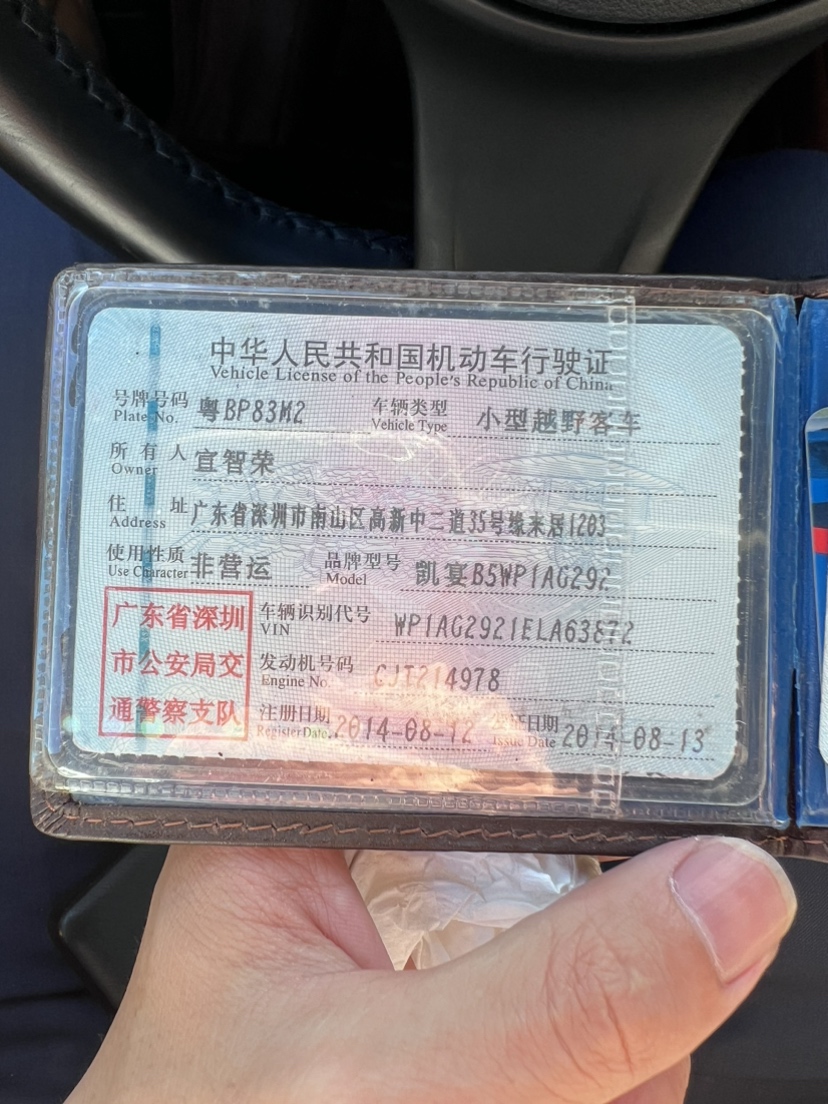 中华人民共和国机动车行驶证
Vehicle License of the People's Republic of China
号牌号码 粤BP83M2 车辆类型 小型越野客车
Plate No. Vehicle Type
所有人 宣智荣
Owner
住址 广东省深圳市南山区高新中二道35号缘来居1203
Address
使用性质 非营运 品牌型号 凯宴B5WP1AG292
Use Character Model
广东省深圳
市公安局交
通警察支队
车辆识别代号 WP1AG2921ELA63872
VIN
发动机号码 CJT214978
Engine No.
注册日期 2014-08-12 发证日期 2014-08-13
Register Date Issue Date